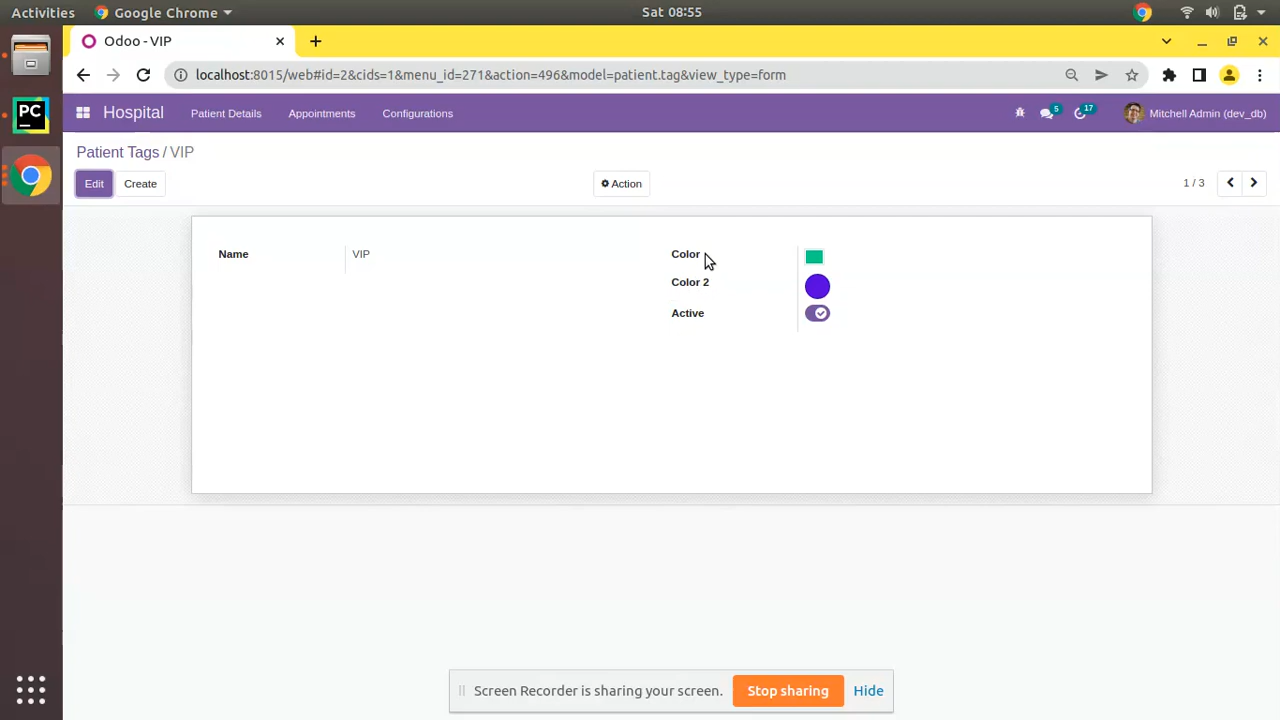 Activities Google Chrome Sat 08:55
Odoo - VIP
localhost:8015/web#id=2&cids=1&menu_id=271&action=496&model=patient.tag&view_type=form
Hospital Patient Details Appointments Configurations 5 17 Mitchell Admin (dev_db)
Patient Tags / VIP
Edit Create Action 1 / 3
Name VIP Color
Color 2
Active
PC
Screen Recorder is sharing your screen. Stop sharing Hide